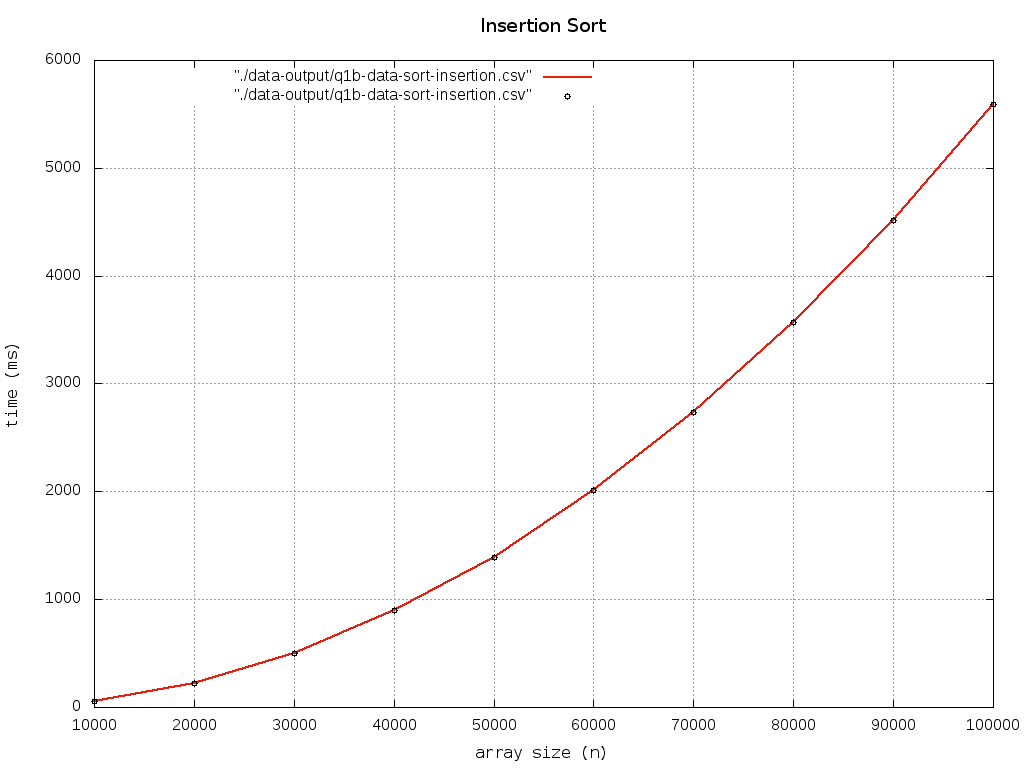 Insertion Sort
"./data-output/q1b-data-sort-insertion.csv"
"./data-output/q1b-data-sort-insertion.csv"
6000
5000
4000
3000
2000
1000
0
time (ms)
10000 20000 30000 40000 50000 60000 70000 80000 90000 100000
array size (n)